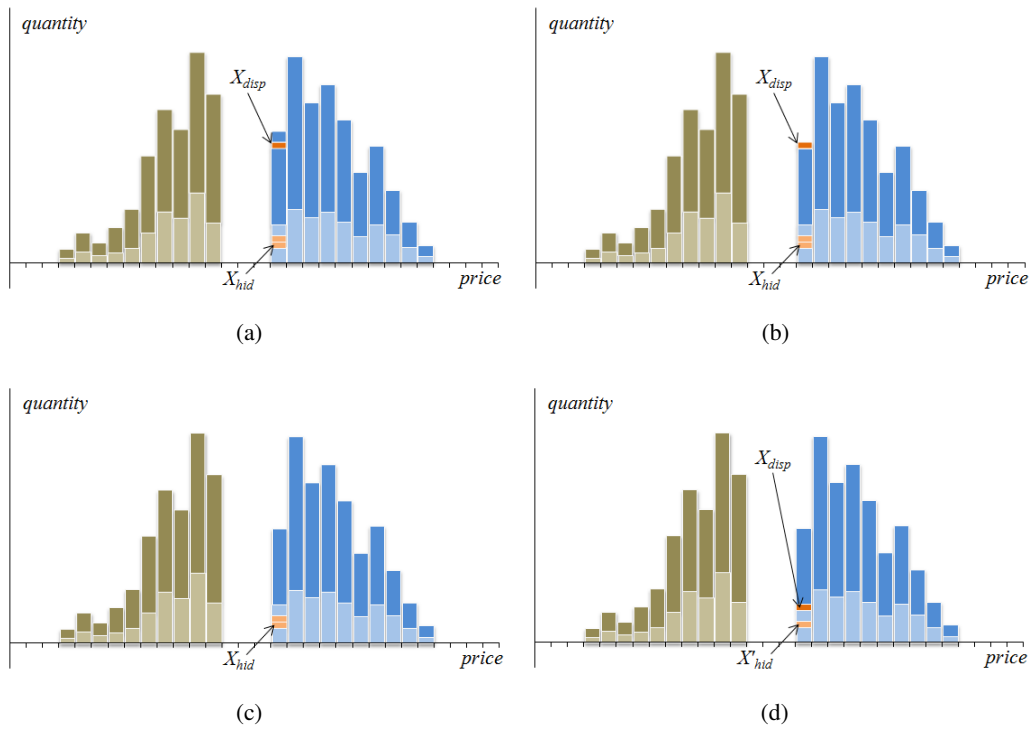 quantity
X_disp
X_hid
price
(a)
quantity
X_disp
X_hid
price
(b)
quantity
X_hid
price
(c)
quantity
X_disp
X'_hid
price
(d)